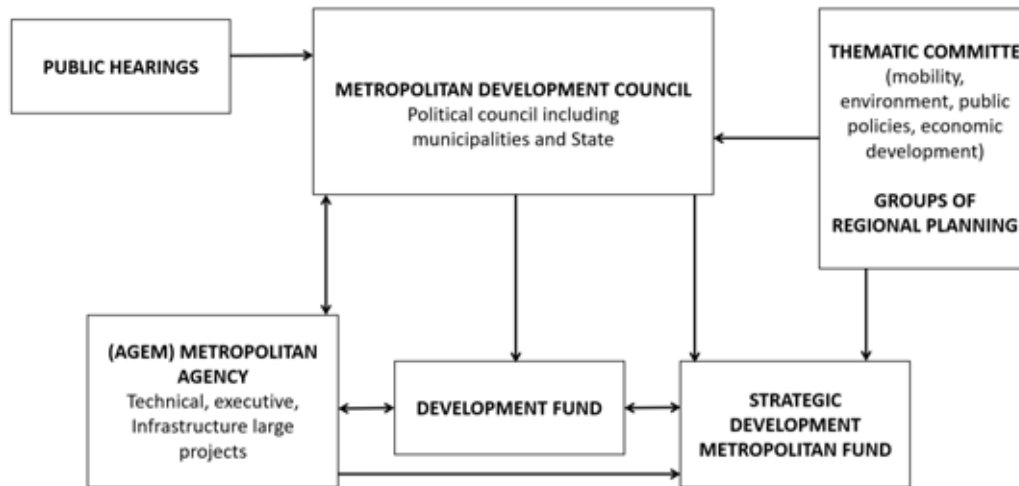 PUBLIC HEARINGS
METROPOLITAN DEVELOPMENT COUNCIL
Political council including
municipalities and State
THEMATIC COMMITTE
(mobility,
environment, public
policies, economic
development)
GROUPS OF
REGIONAL PLANNING
(AGEM) METROPOLITAN
AGENCY
Technical, executive,
Infrastructure large
projects
DEVELOPMENT FUND
STRATEGIC
DEVELOPMENT
METROPOLITAN FUND